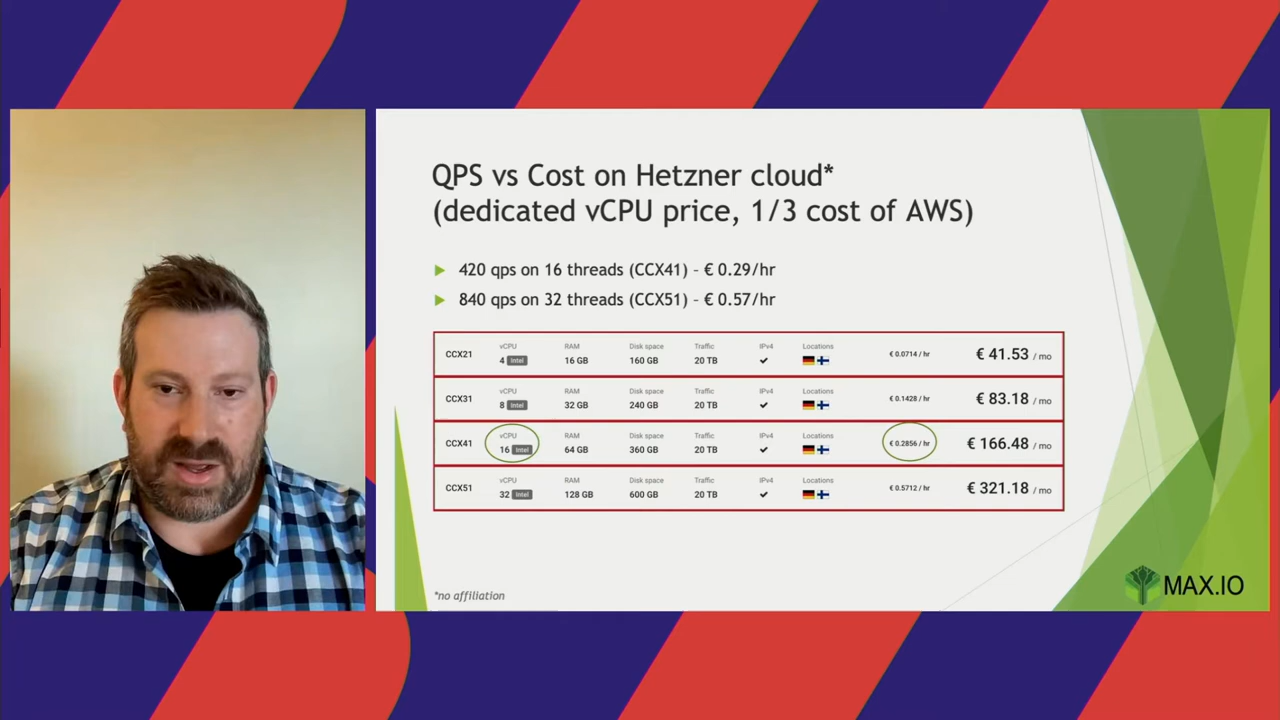 QPS vs Cost on Hetzner cloud*
(dedicated vCPU price, 1/3 cost of AWS)
420 qps on 16 threads (CCX41) – € 0.29/hr
840 qps on 32 threads (CCX51) – € 0.57/hr
vCPU RAM Disk space Traffic IPv4 Locations
CCX21 4 Intel 16 GB 160 GB 20 TB € 0.0714 / hr € 41.53 / mo
vCPU RAM Disk space Traffic IPv4 Locations
CCX31 8 Intel 32 GB 240 GB 20 TB € 0.1428 / hr € 83.18 / mo
vCPU RAM Disk space Traffic IPv4 Locations
CCX41 16 Intel 64 GB 360 GB 20 TB € 0.2856 / hr € 166.48 / mo
vCPU RAM Disk space Traffic IPv4 Locations
CCX51 32 Intel 128 GB 600 GB 20 TB € 0.5712 / hr € 321.18 / mo
*no affiliation
MAX.IO